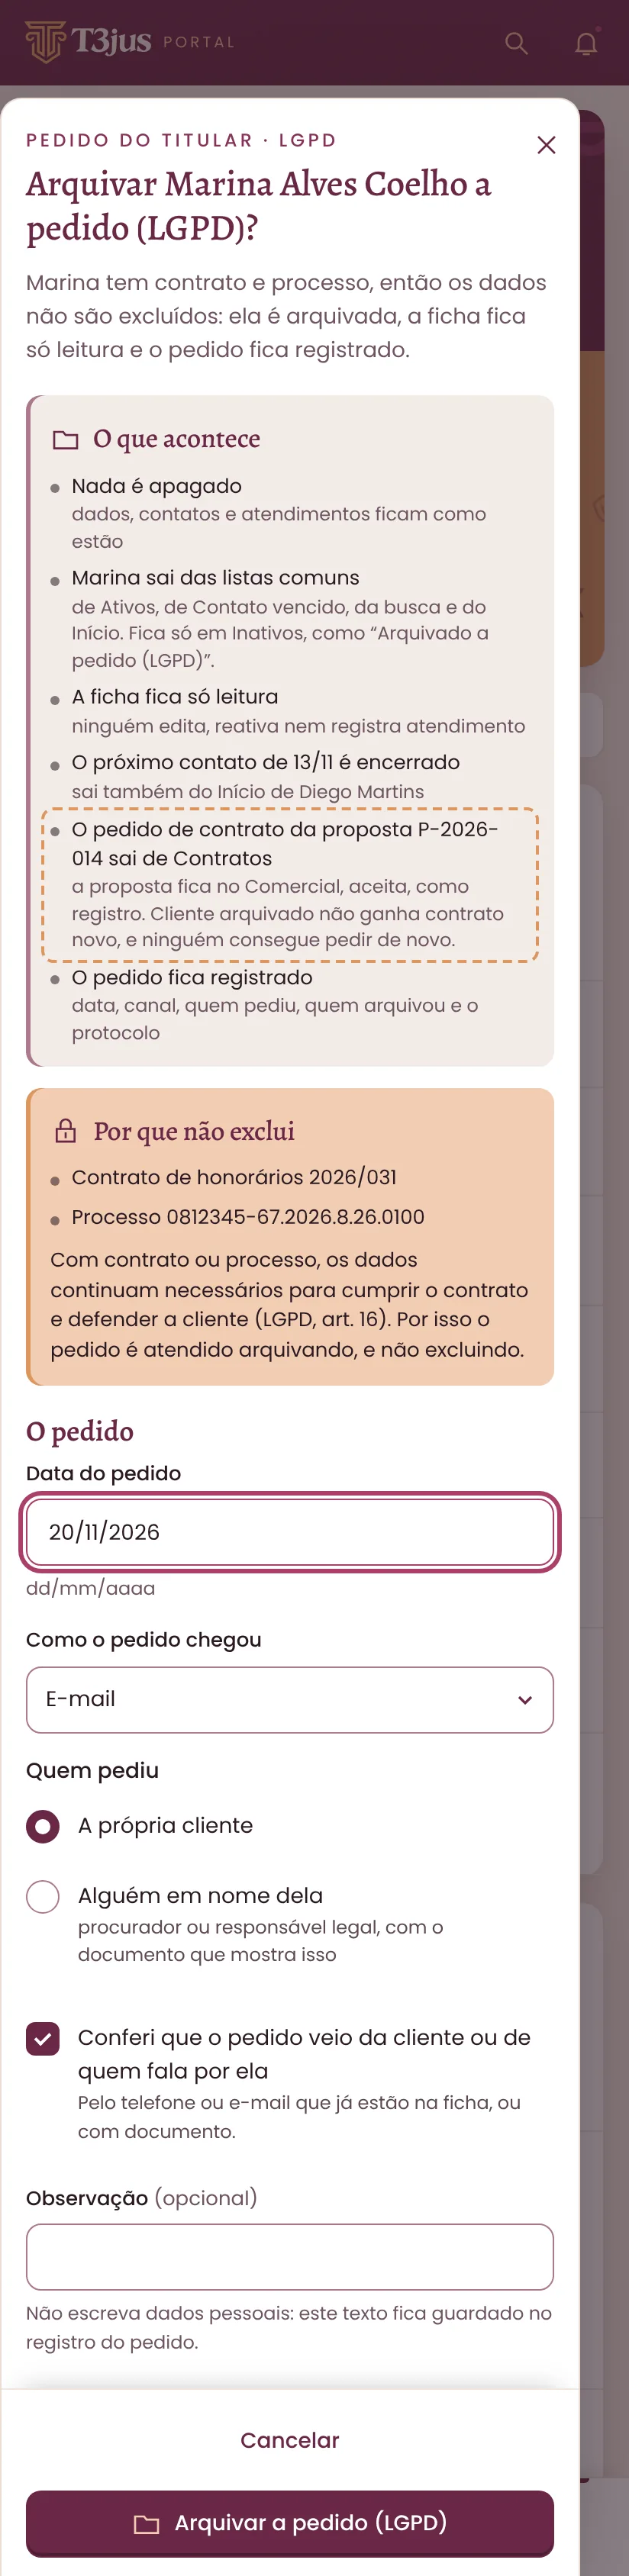 T3jus PORTAL
PEDIDO DO TITULAR · LGPD
Arquivar Marina Alves Coelho a
pedido (LGPD)?
Marina tem contrato e processo, então os dados
não são excluídos: ela é arquivada, a ficha fica
só leitura e o pedido fica registrado.
O que acontece
Nada é apagado
dados, contatos e atendimentos ficam como
estão
Marina sai das listas comuns
de Ativos, de Contato vencido, da busca e do
Início. Fica só em Inativos, como “Arquivado a
pedido (LGPD)”.
A ficha fica só leitura
ninguém edita, reativa nem registra atendimento
O próximo contato de 13/11 é encerrado
sai também do Início de Diego Martins
O pedido de contrato da proposta P-2026-
014 sai de Contratos
a proposta fica no Comercial, aceita, como
registro. Cliente arquivado não ganha contrato
novo, e ninguém consegue pedir de novo.
O pedido fica registrado
data, canal, quem pediu, quem arquivou e o
protocolo
Por que não exclui
Contrato de honorários 2026/031
Processo 0812345-67.2026.8.26.0100
Com contrato ou processo, os dados
continuam necessários para cumprir o contrato
e defender a cliente (LGPD, art. 16). Por isso o
pedido é atendido arquivando, e não excluindo.
O pedido
Data do pedido
20/11/2026
dd/mm/aaaa
Como o pedido chegou
E-mail
Quem pediu
A própria cliente
Alguém em nome dela
procurador ou responsável legal, com o
documento que mostra isso
Conferi que o pedido veio da cliente ou de
quem fala por ela
Pelo telefone ou e-mail que já estão na ficha, ou
com documento.
Observação (opcional)
Não escreva dados pessoais: este texto fica guardado no
registro do pedido.
Cancelar
Arquivar a pedido (LGPD)